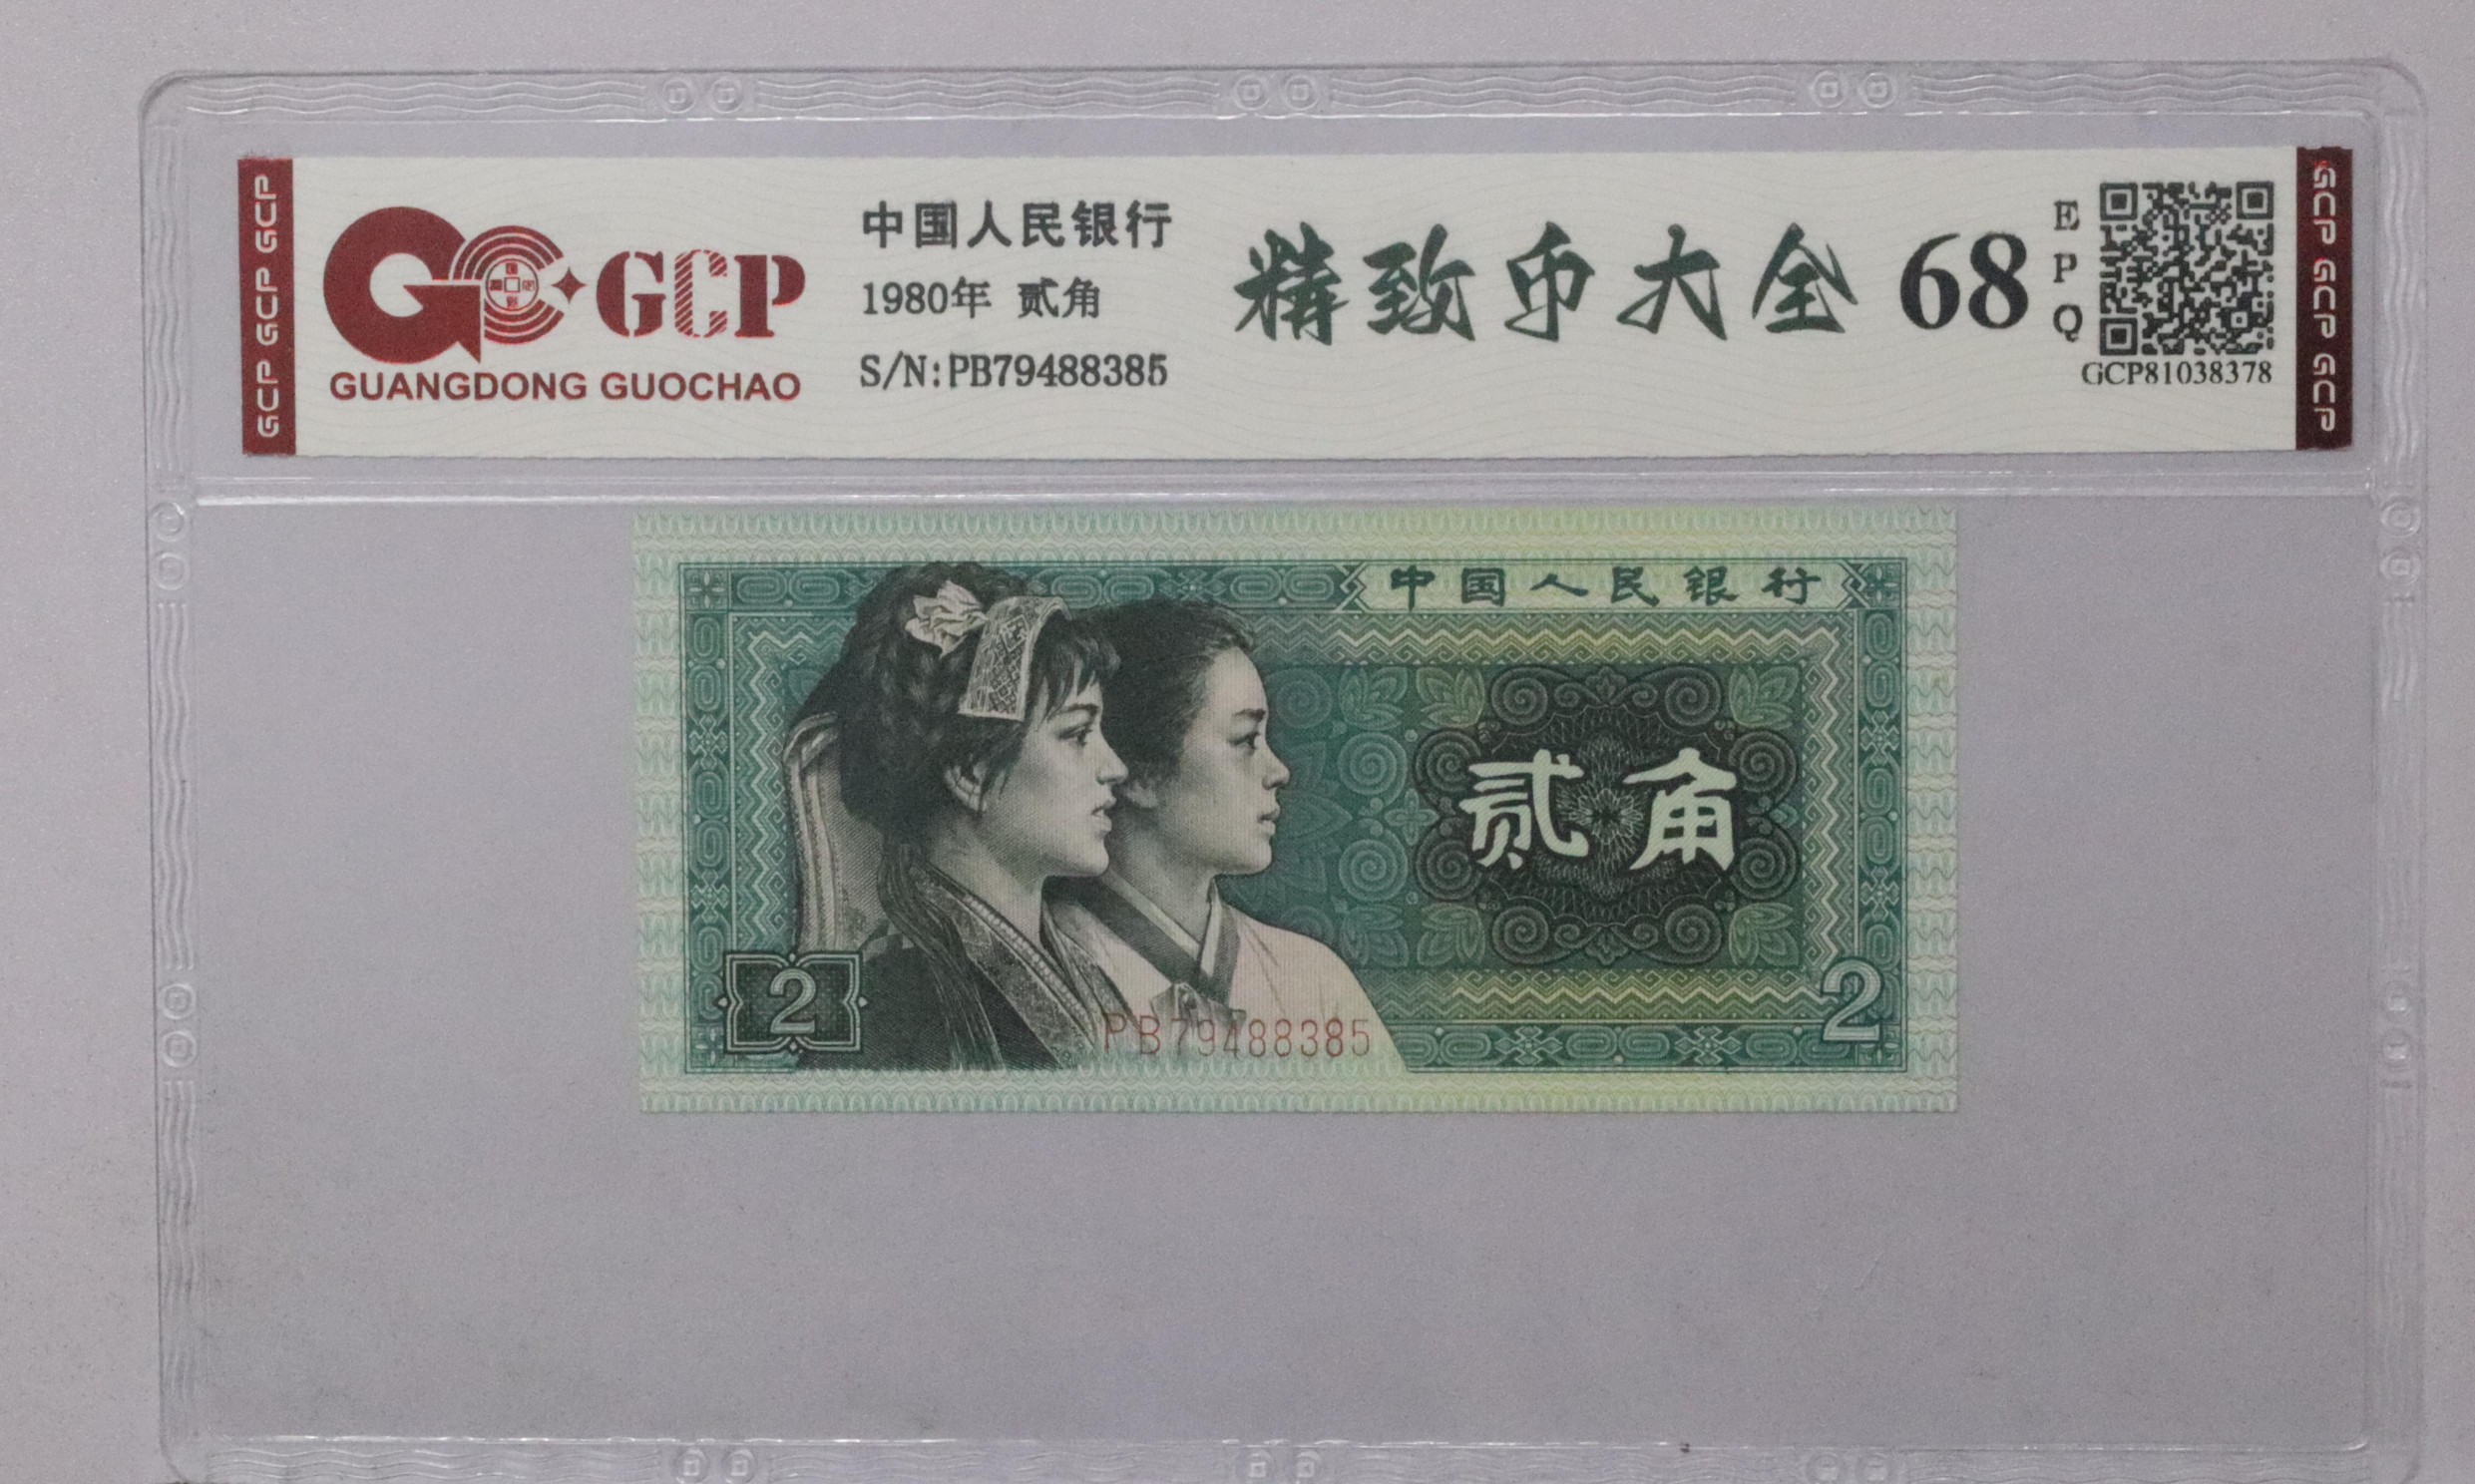 GCP GCP GCP
GCP
GUANGDONG GUOCHAO
中国人民银行
1980年 贰角
S/N:PB79488385
精致币大全
68
EPQ
GCP81038378
GCP GCP GCP
中国人民银行
贰角
2
2
PB79488385